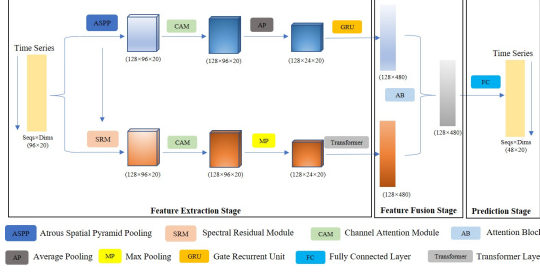 ASPP CAM AP GRU
Time Series
(128×96×20) (128×96×20) (128×24×20) (128×480)
Time Series
AB
FC
(128×480)
Seqs×Dims
(96×20)
Seqs×Dims
(48×20)
SRM CAM MP Transformer
(128×96×20) (128×96×20) (128×24×20) (128×480)
Feature Extraction Stage Feature Fusion Stage Prediction Stage
ASPP Atrous Spatial Pyramid Pooling SRM Spectral Residual Module CAM Channel Attention Module AB Attention Block
AP Average Pooling MP Max Pooling GRU Gate Recurrent Unit FC Fully Connected Layer Transformer Transformer Laye